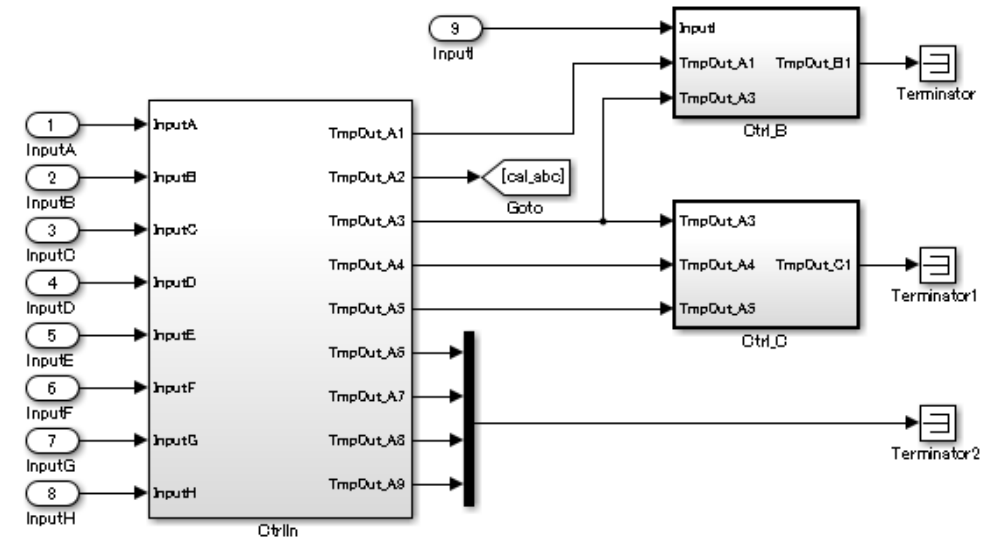 9
InputI
InputI
TmpOut_A1
TmpOut_B1
TmpOut_A3
Ctrl_B
Terminator
1
InputA
2
InputB
3
InputC
4
InputD
5
InputE
6
InputF
7
InputG
8
InputH
InputA
InputB
InputC
InputD
InputE
InputF
InputG
InputH
TmpOut_A1
TmpOut_A2
TmpOut_A3
TmpOut_A4
TmpOut_A5
TmpOut_A6
TmpOut_A7
TmpOut_A8
TmpOut_A9
CtrlIn
[cal_abc]
Goto
TmpOut_A3
TmpOut_A4
TmpOut_C1
TmpOut_A5
Ctrl_C
Terminator1
Terminator2